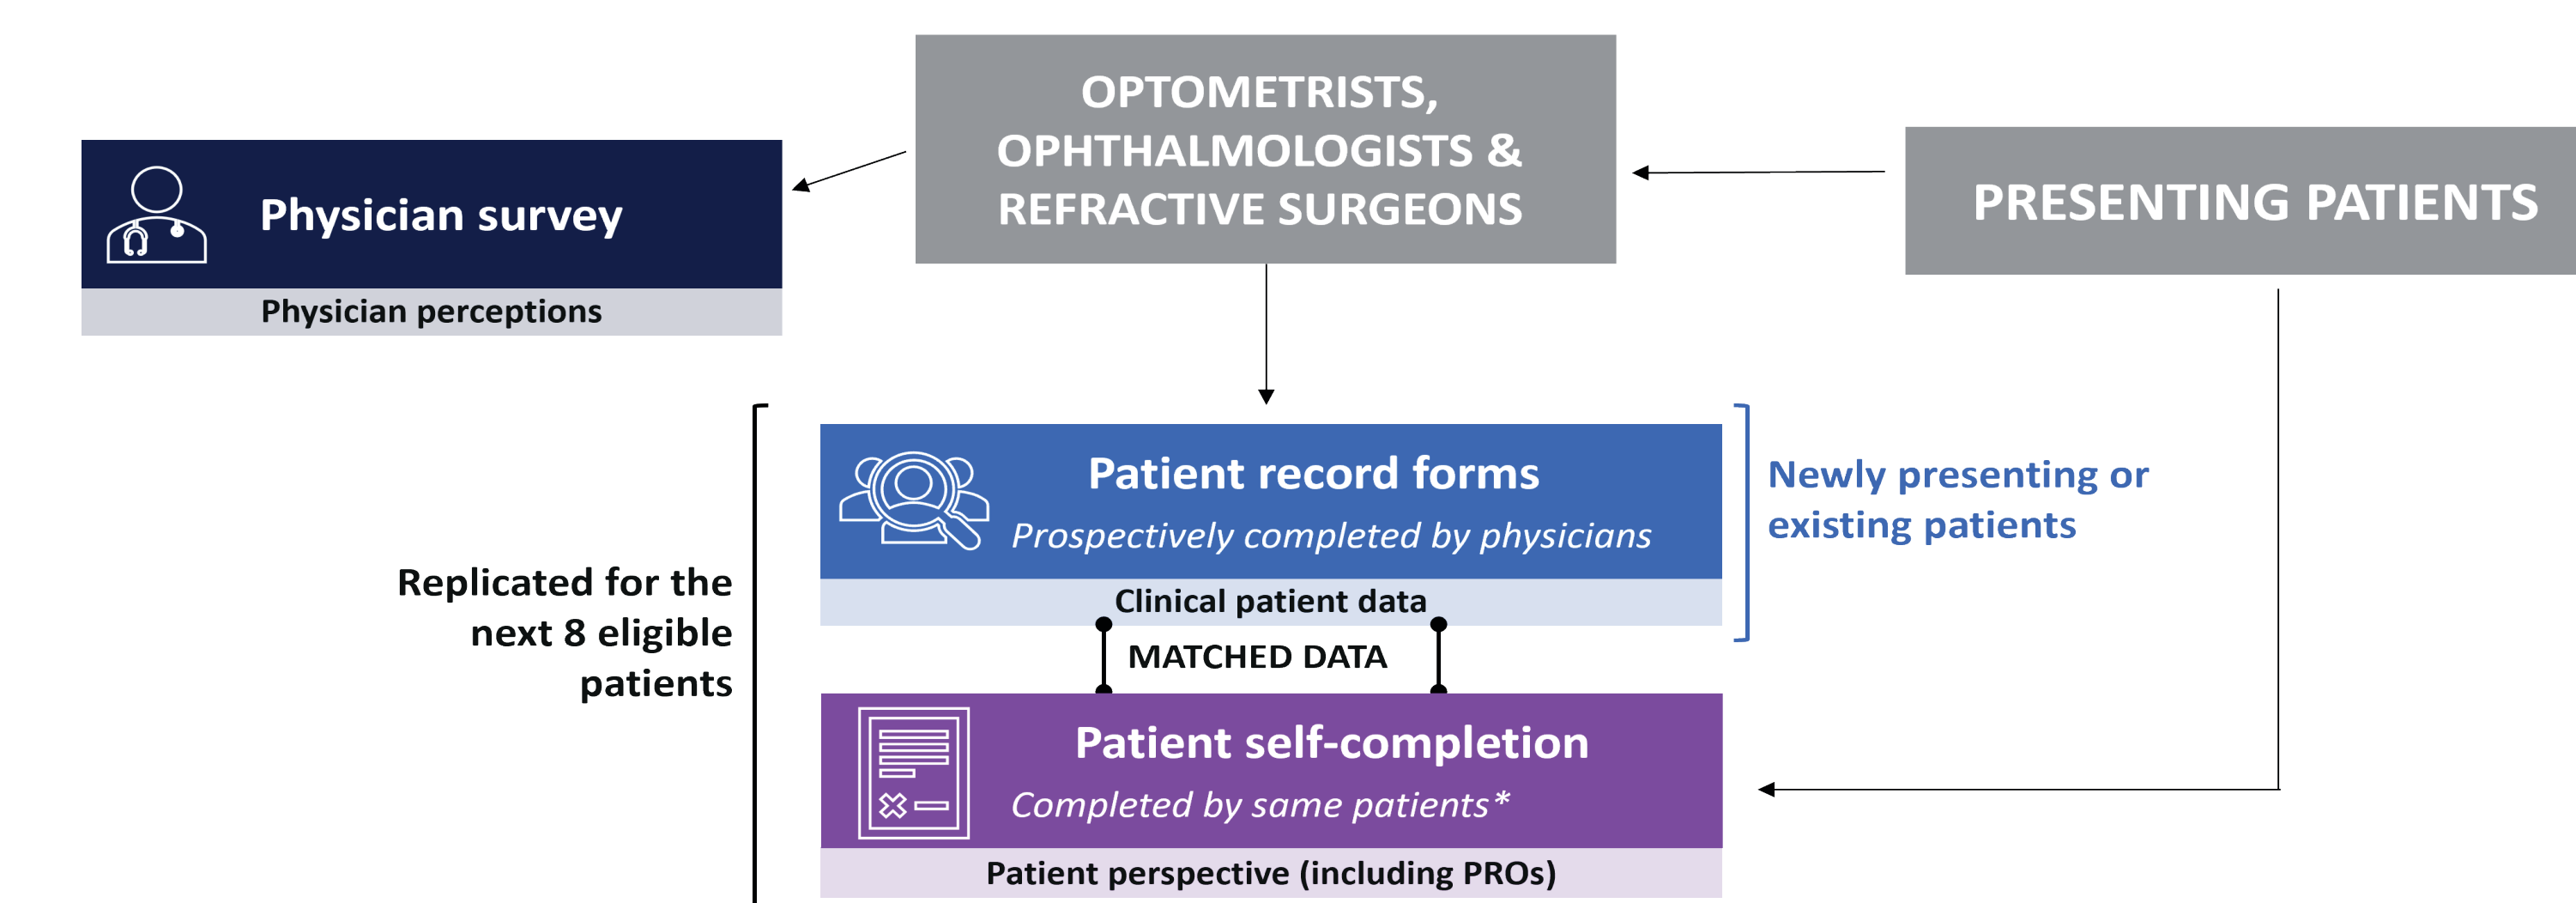 OPTOMETRISTS,
OPHTHALMOLOGISTS &
REFRACTIVE SURGEONS
PRESENTING PATIENTS
Physician survey
Physician perceptions
Patient record forms
Prospectively completed by physicians
Clinical patient data
Newly presenting or
existing patients
Replicated for the
next 8 eligible
patients
MATCHED DATA
Patient self-completion
Completed by same patients*
Patient perspective (including PROs)